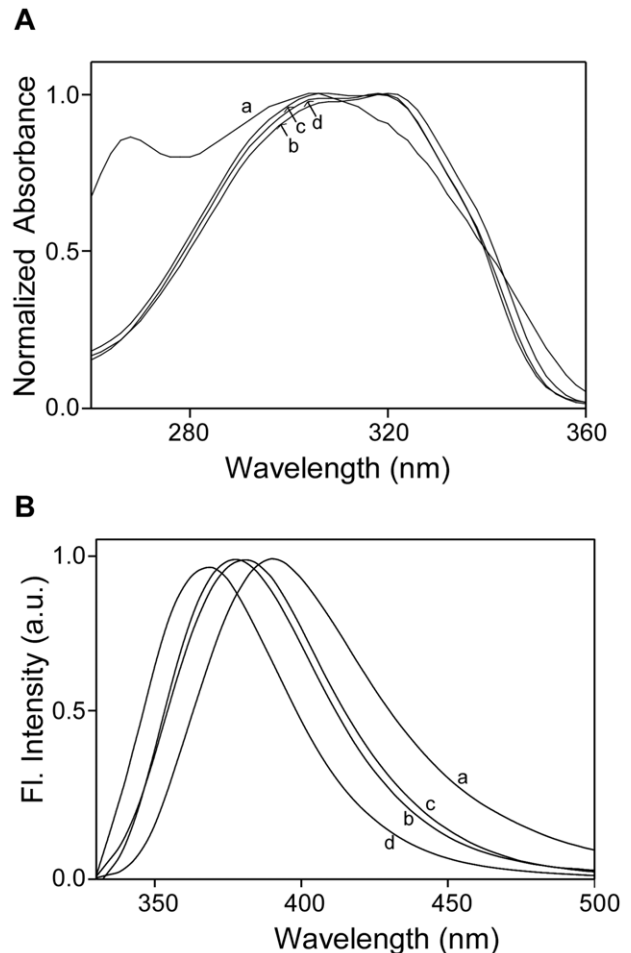 A
Normalized Absorbance
1.0
0.5
0.0
a
c
d
b
280
320
360
Wavelength (nm)
B
Fl. Intensity (a.u.)
1.0
0.5
0.0
a
c
b
d
350
400
450
500
Wavelength (nm)